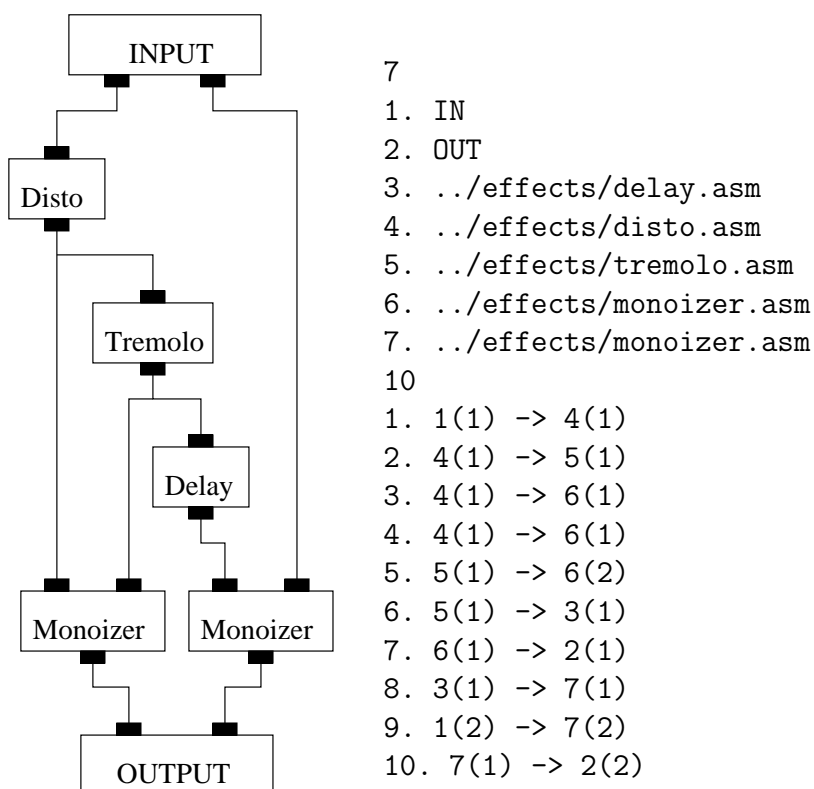 INPUT
Disto
Tremolo
Delay
Monoizer
Monoizer
OUTPUT
7
1. IN
2. OUT
3. ../effects/delay.asm
4. ../effects/disto.asm
5. ../effects/tremolo.asm
6. ../effects/monoizer.asm
7. ../effects/monoizer.asm
10
1. 1(1) -> 4(1)
2. 4(1) -> 5(1)
3. 4(1) -> 6(1)
4. 4(1) -> 6(1)
5. 5(1) -> 6(2)
6. 5(1) -> 3(1)
7. 6(1) -> 2(1)
8. 3(1) -> 7(1)
9. 1(2) -> 7(2)
10. 7(1) -> 2(2)